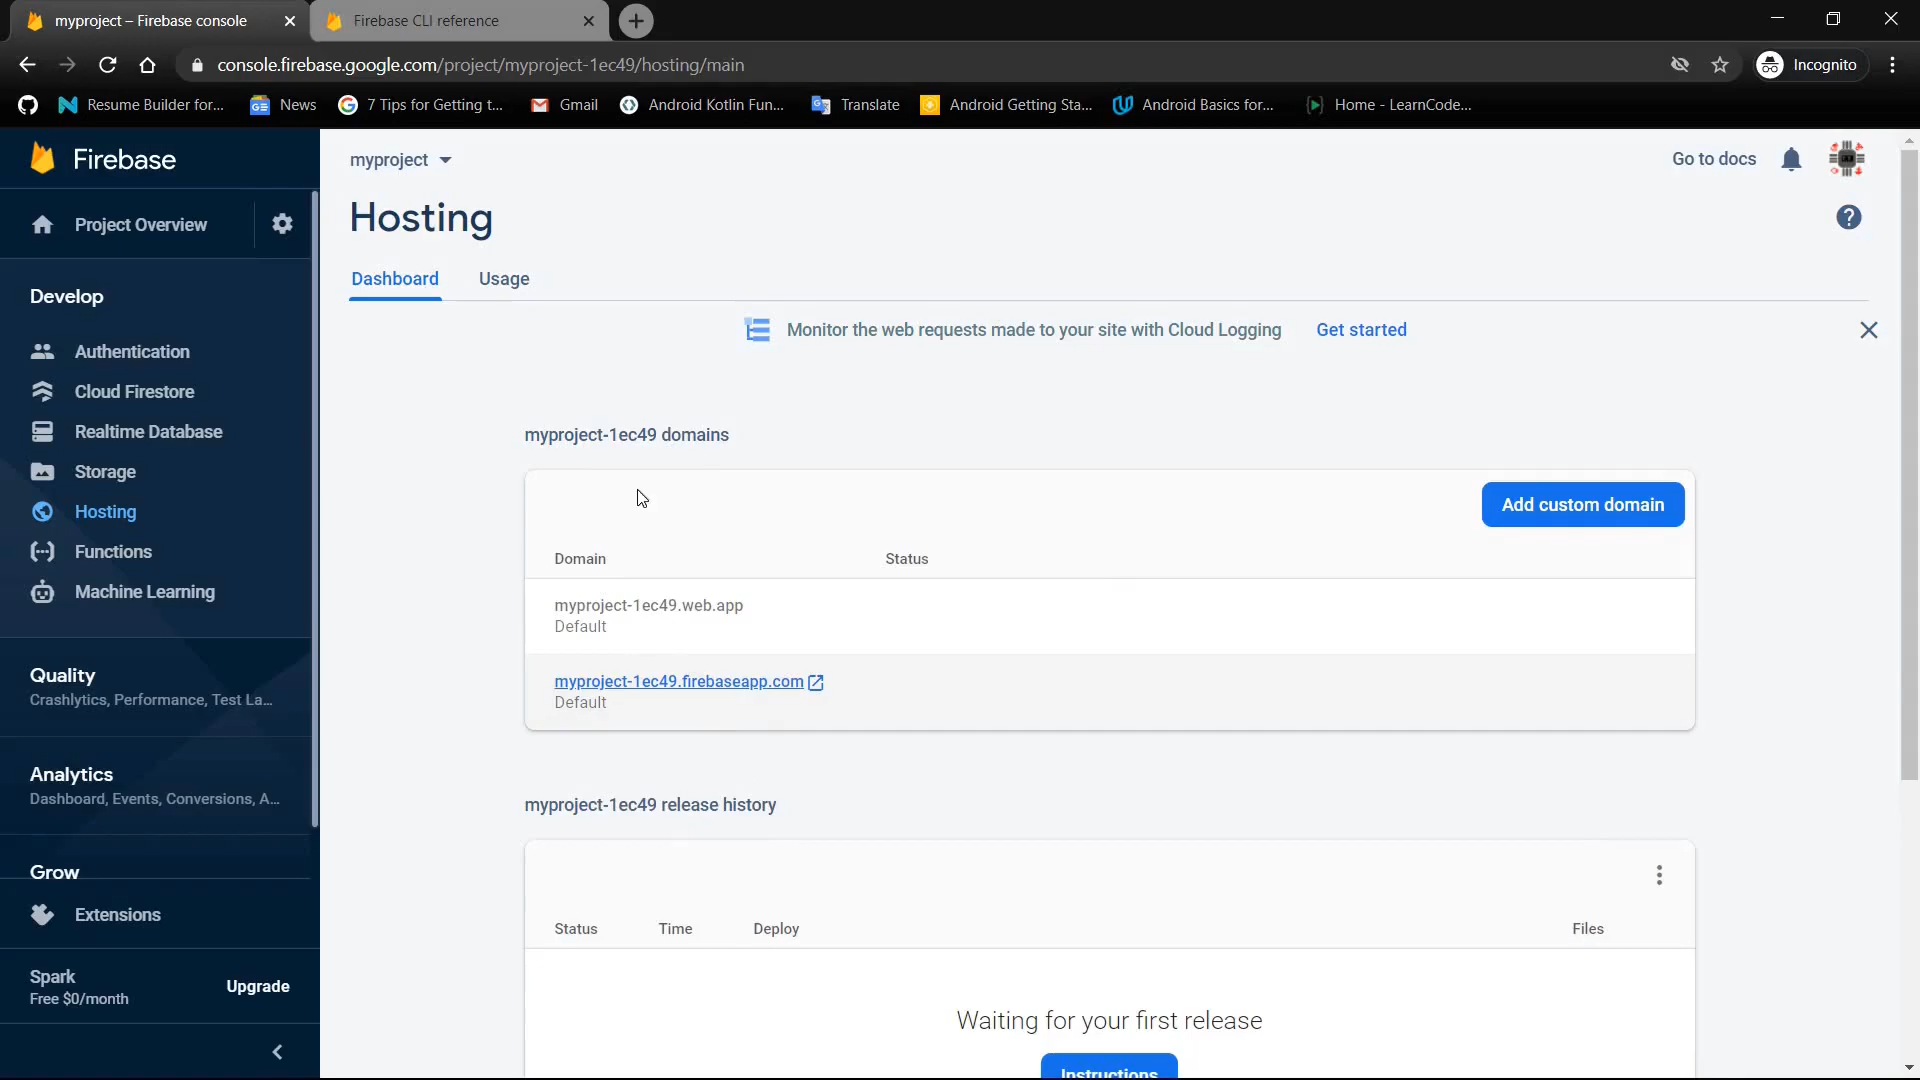 myproject – Firebase console
Firebase CLI reference
console.firebase.google.com/project/myproject-1ec49/hosting/main
Incognito
Resume Builder for...
News
7 Tips for Getting t...
Gmail
Android Kotlin Fun...
Translate
Android Getting Sta...
Android Basics for...
Home - LearnCode...
Firebase
myproject
Go to docs
Project Overview
Hosting
Dashboard
Usage
Develop
Monitor the web requests made to your site with Cloud Logging
Get started
Authentication
Cloud Firestore
Realtime Database
Storage
Hosting
Functions
Machine Learning
myproject-1ec49 domains
Add custom domain
Domain
Status
myproject-1ec49.web.app
Default
myproject-1ec49.firebaseapp.com
Default
Quality
Crashlytics, Performance, Test La...
Analytics
Dashboard, Events, Conversions, A...
Grow
Extensions
Spark
Free $0/month
Upgrade
myproject-1ec49 release history
Status
Time
Deploy
Files
Waiting for your first release
Instructions